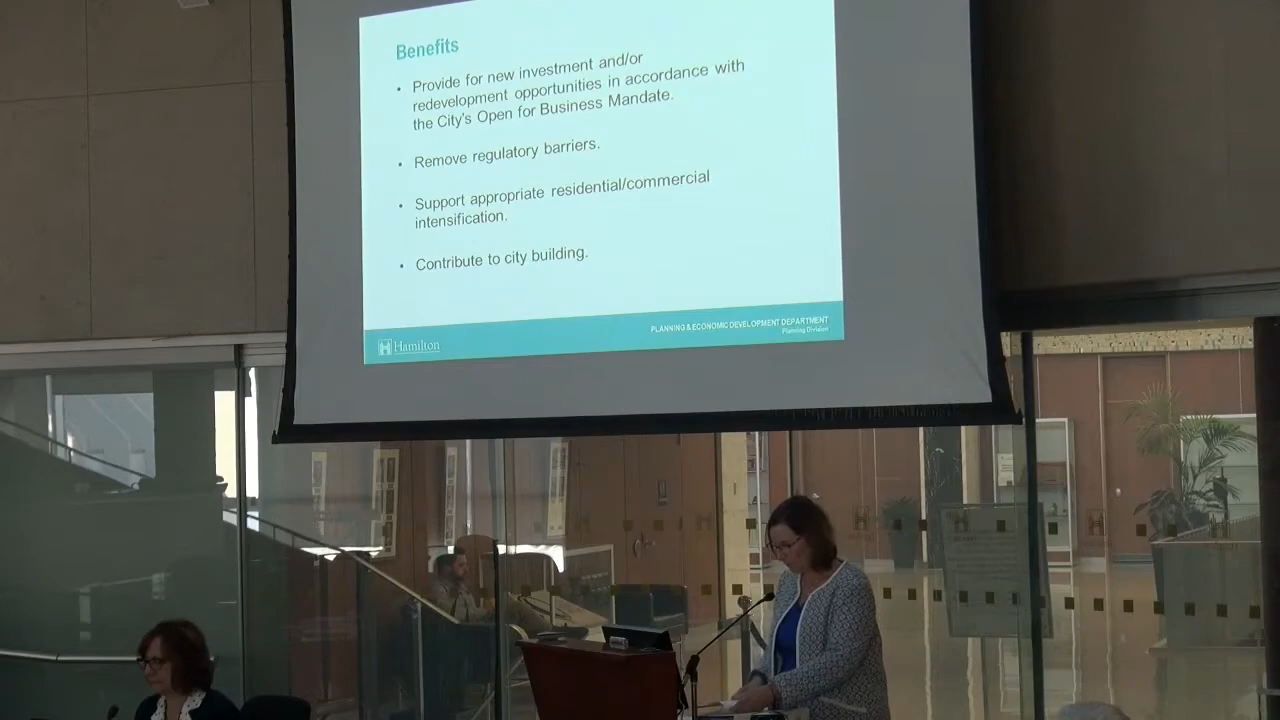 Benefits
• Provide for new investment and/or
redevelopment opportunities in accordance with
the City's Open for Business Mandate.
• Remove regulatory barriers.
• Support appropriate residential/commercial
intensification.
• Contribute to city building.
Hamilton
PLANNING & ECONOMIC DEVELOPMENT DEPARTMENT
Planning Division